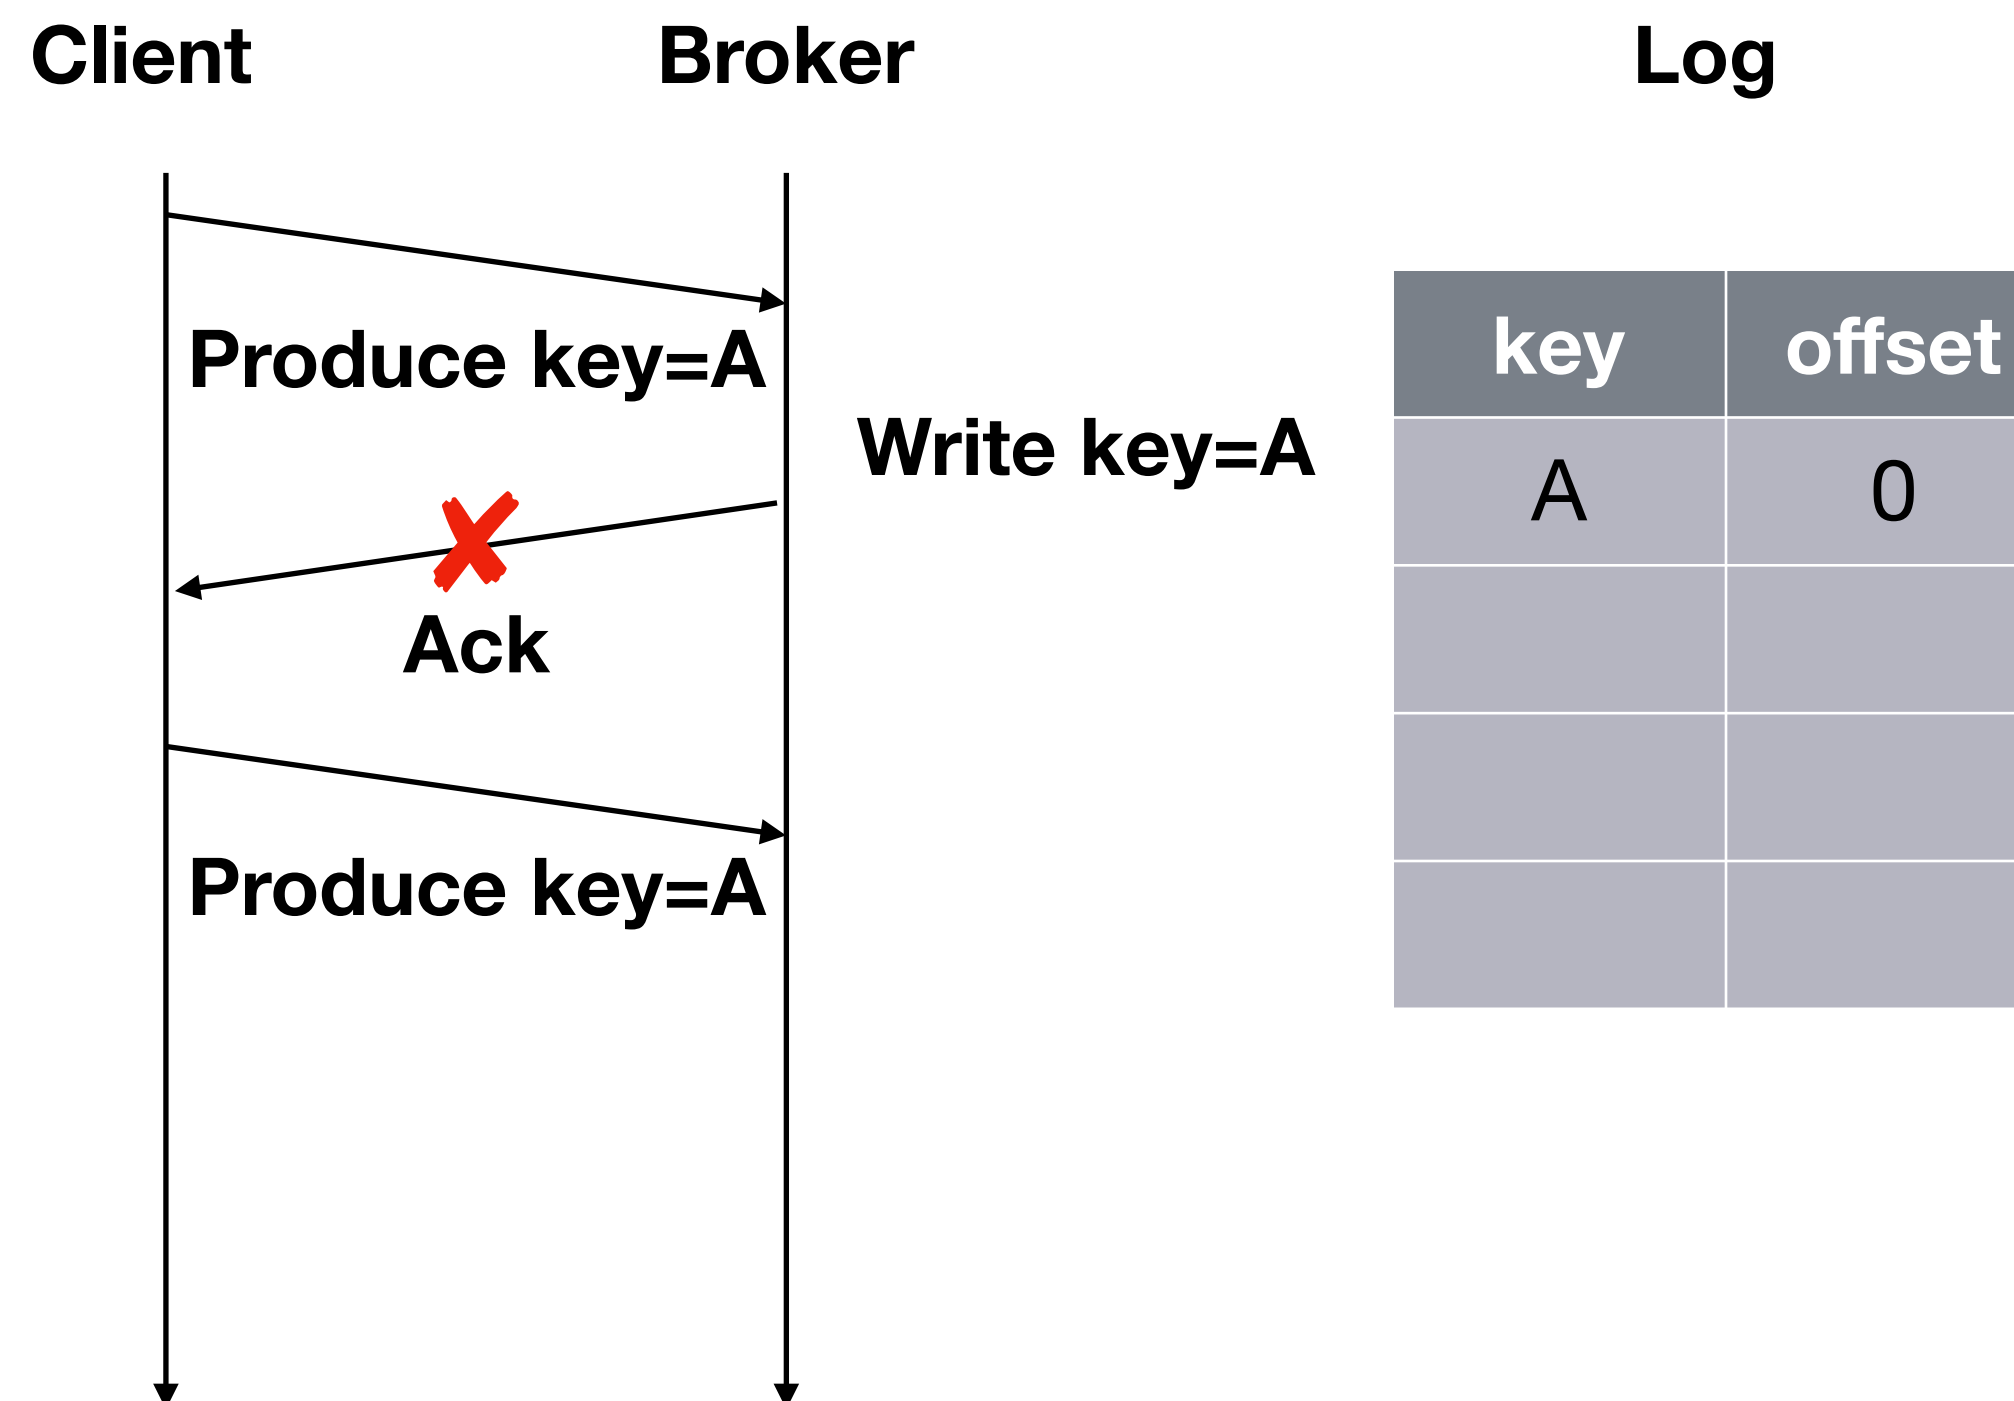 Client
Broker
Log
Produce key=A
Write key=A
Ack
Produce key=A
key offset
A 0